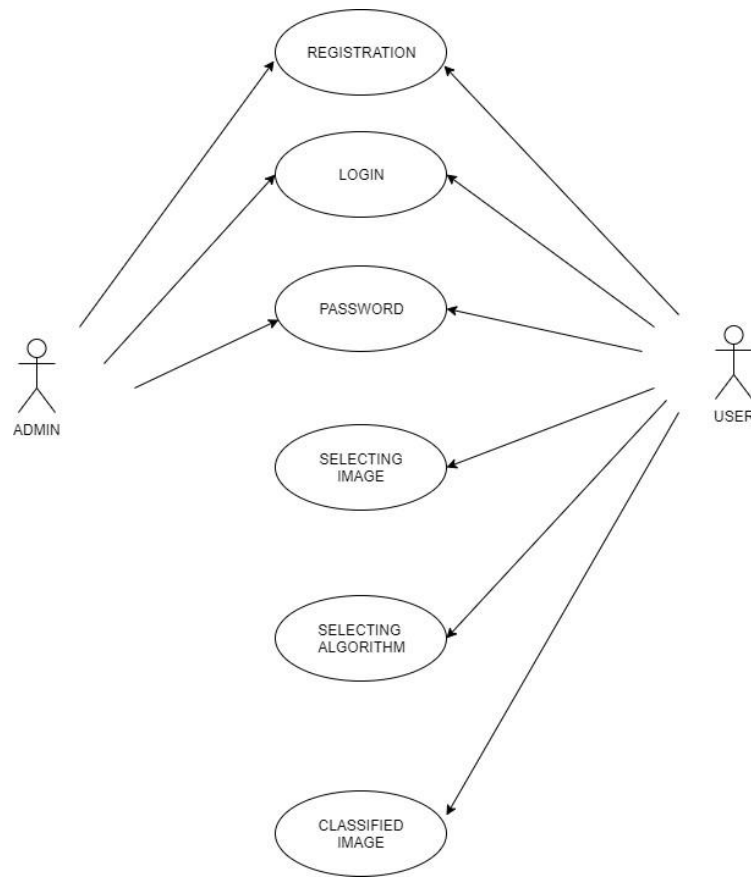 REGISTRATION
LOGIN
PASSWORD
ADMIN
USER
SELECTING
IMAGE
SELECTING
ALGORITHM
CLASSIFIED
IMAGE